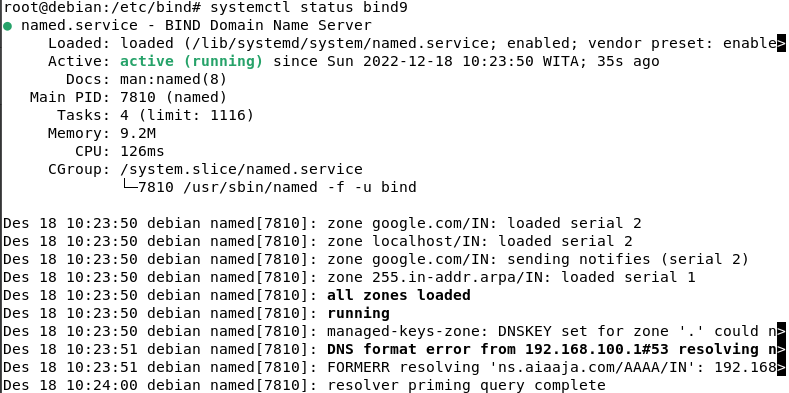 root@debian:/etc/bind# systemctl status bind9
● named.service - BIND Domain Name Server
     Loaded: loaded (/lib/systemd/system/named.service; enabled; vendor preset: enable>
     Active: active (running) since Sun 2022-12-18 10:23:50 WITA; 35s ago
       Docs: man:named(8)
   Main PID: 7810 (named)
      Tasks: 4 (limit: 1116)
     Memory: 9.2M
        CPU: 126ms
     CGroup: /system.slice/named.service
             └─7810 /usr/sbin/named -f -u bind

Des 18 10:23:50 debian named[7810]: zone google.com/IN: loaded serial 2
Des 18 10:23:50 debian named[7810]: zone localhost/IN: loaded serial 2
Des 18 10:23:50 debian named[7810]: zone google.com/IN: sending notifies (serial 2)
Des 18 10:23:50 debian named[7810]: zone 255.in-addr.arpa/IN: loaded serial 1
Des 18 10:23:50 debian named[7810]: all zones loaded
Des 18 10:23:50 debian named[7810]: running
Des 18 10:23:50 debian named[7810]: managed-keys-zone: DNSKEY set for zone '.' could n>
Des 18 10:23:51 debian named[7810]: DNS format error from 192.168.100.1#53 resolving n>
Des 18 10:23:51 debian named[7810]: FORMERR resolving 'ns.aiaaja.com/AAAA/IN': 192.168>
Des 18 10:24:00 debian named[7810]: resolver priming query complete